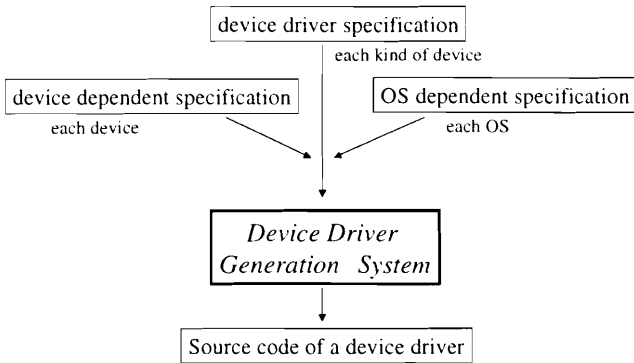 device driver specification
each kind of device
device dependent specification
each device
OS dependent specification
each OS
Device Driver
Generation System
Source code of a device driver